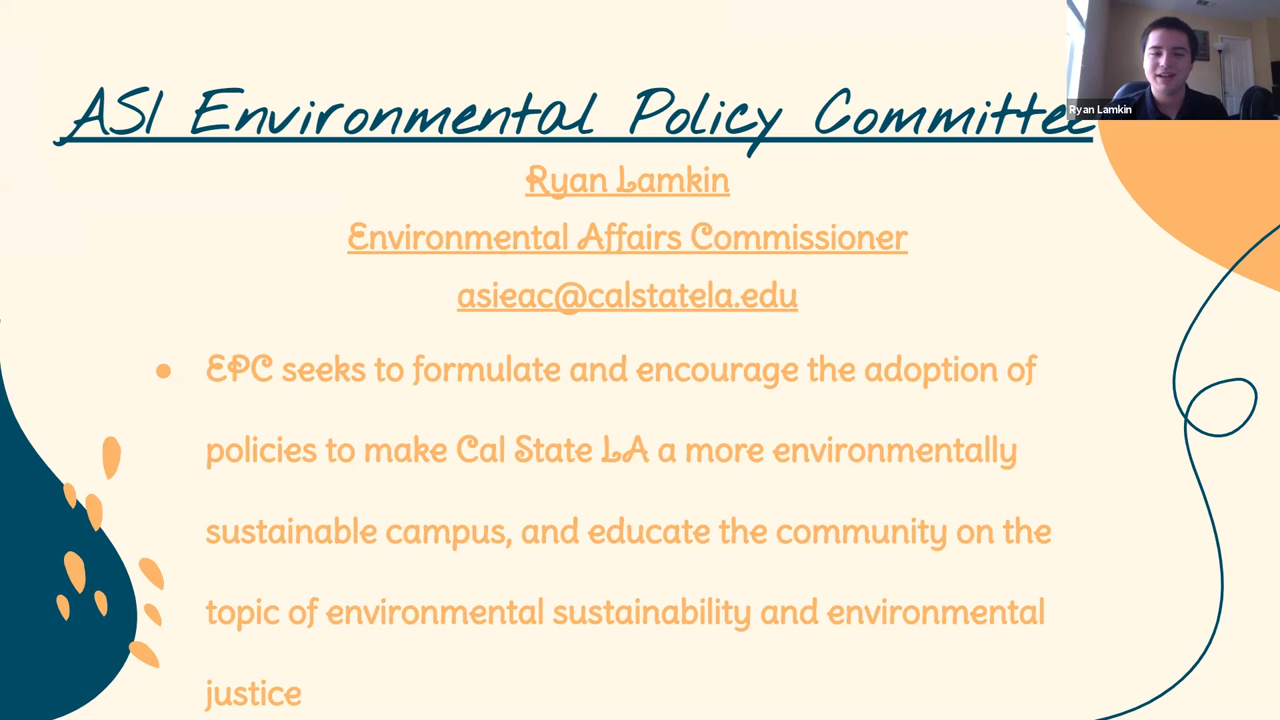 ASI Environmental Policy Committee
Ryan Lamkin
Ryan Lamkin
Environmental Affairs Commissioner
asieac@calstatela.edu
● EPC seeks to formulate and encourage the adoption of
policies to make Cal State LA a more environmentally
sustainable campus, and educate the community on the
topic of environmental sustainability and environmental
justice